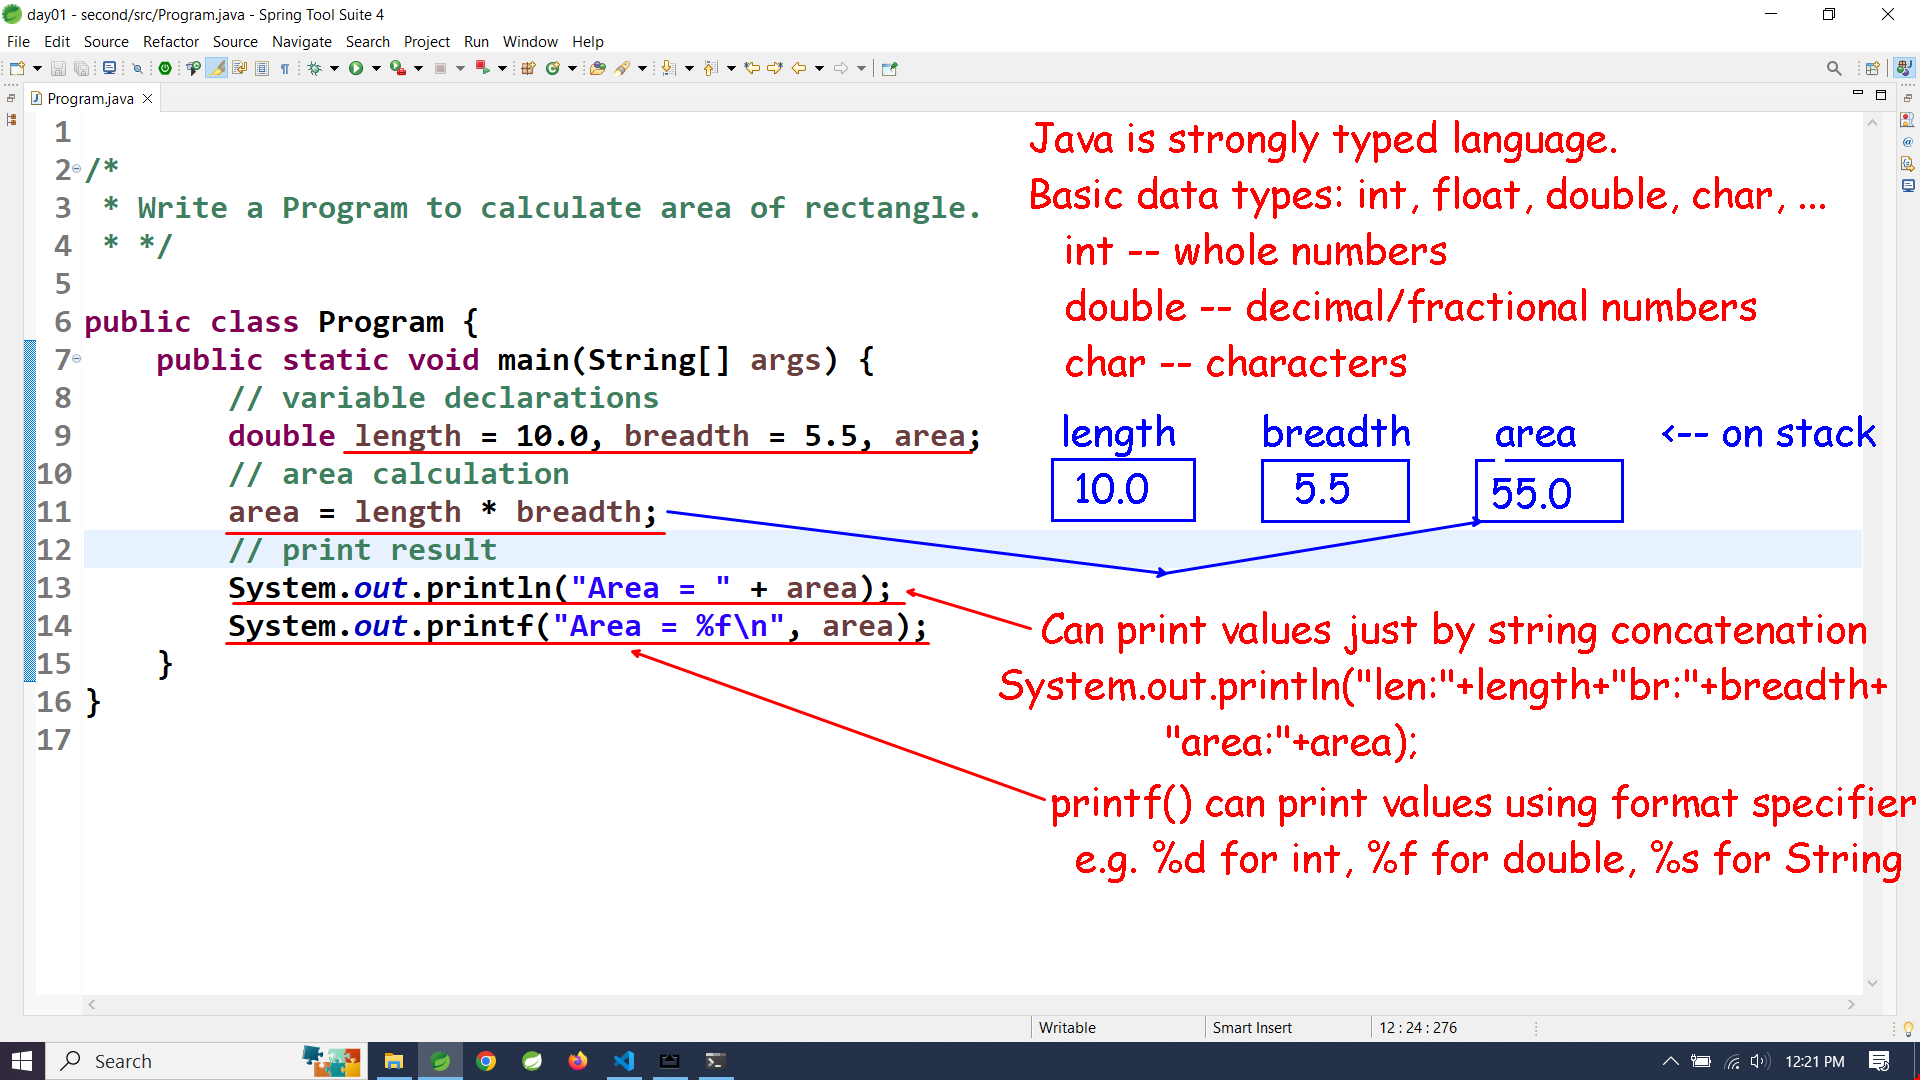 day01 - second/src/Program.java - Spring Tool Suite 4
File Edit Source Refactor Source Navigate Search Project Run Window Help
Program.java
1
2 /*
3 * Write a Program to calculate area of rectangle.
4 * */
5
6 public class Program {
7 public static void main(String[] args) {
8 // variable declarations
9 double length = 10.0, breadth = 5.5, area;
10 // area calculation
11 area = length * breadth;
12 // print result
13 System.out.println("Area = " + area);
14 System.out.printf("Area = %f\n", area);
15 }
16 }
17
Java is strongly typed language.
Basic data types: int, float, double, char, ...
int -- whole numbers
double -- decimal/fractional numbers
char -- characters
length breadth area <-- on stack
10.0 5.5 55.0
Can print values just by string concatenation
System.out.println("len:"+length+"br:"+breadth+
"area:"+area);
printf() can print values using format specifier
e.g. %d for int, %f for double, %s for String
Writable Smart Insert 12 : 24 : 276
Search 12:21 PM